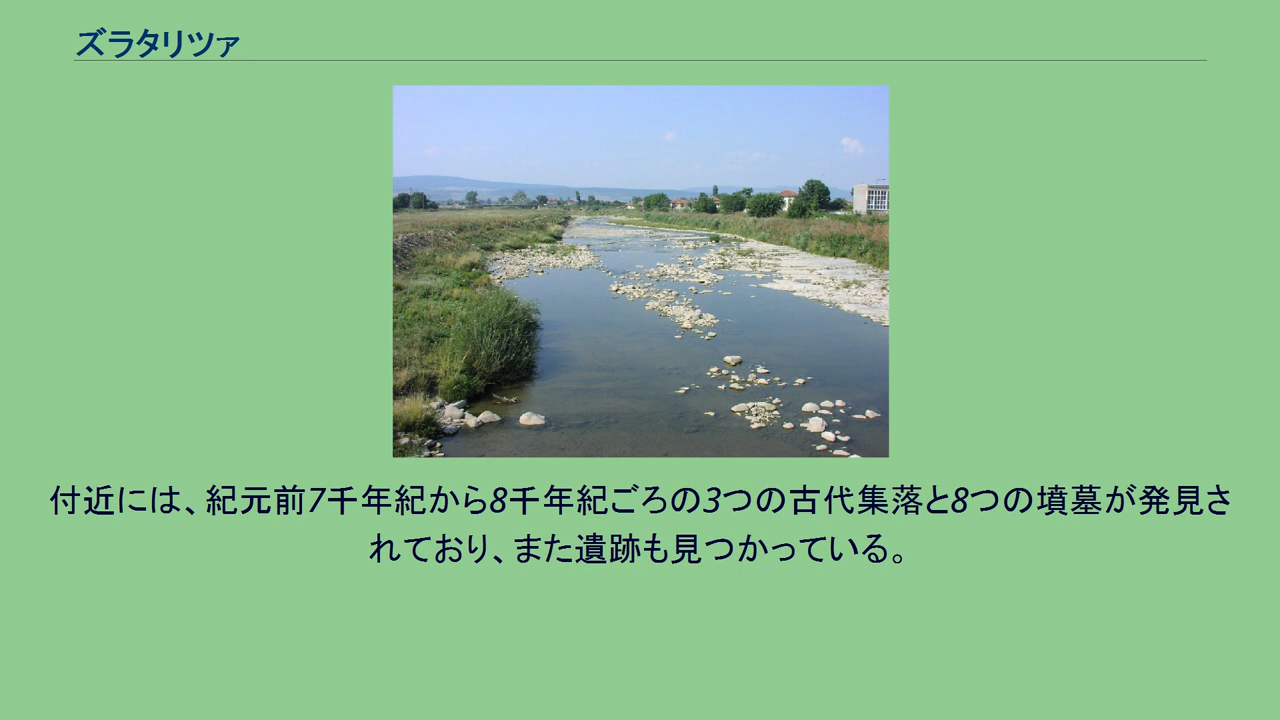 ズラタリツァ
付近には、紀元前7千年紀から8千年紀ごろの3つの古代集落と8つの墳墓が発見さ
れており、また遺跡も見つかっている。